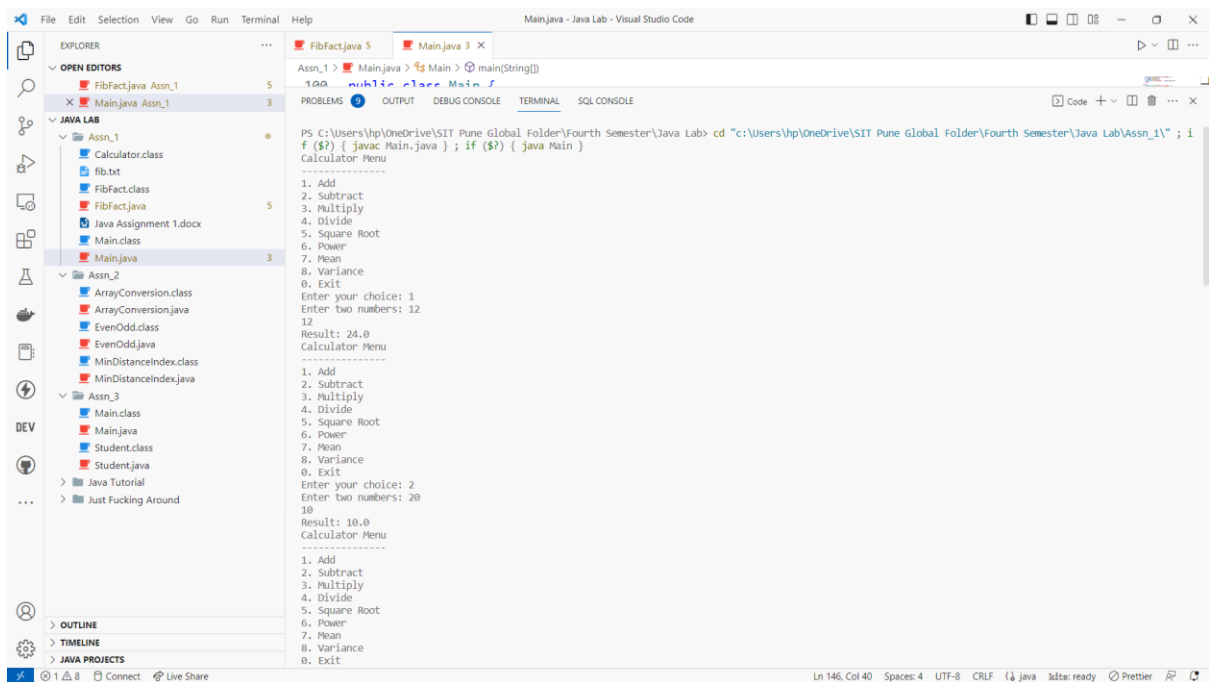 File Edit Selection View Go Run Terminal Help
Main.java - Java Lab - Visual Studio Code
EXPLORER
OPEN EDITORS
FibFact.java Assn_1 5
Main.java Assn_1 3
JAVA LAB
Assn_1
Calculator.class
fib.txt
FibFact.class
FibFact.java 5
Java Assignment 1.docx
Main.class
Main.java 3
Assn_2
ArrayConversion.class
ArrayConversion.java
EvenOdd.class
EvenOdd.java
MinDistanceIndex.class
MinDistanceIndex.java
Assn_3
Main.class
Main.java
Student.class
Student.java
Java Tutorial
Just Fucking Around
DEV
OUTLINE
TIMELINE
JAVA PROJECTS
FibFact.java 5 Main.java 3
Assn_1 > Main.java > Main > main(String[])
100 public class Main {
PROBLEMS 9 OUTPUT DEBUG CONSOLE TERMINAL SQL CONSOLE
Code
PS C:\Users\hp\OneDrive\SIT Pune Global Folder\Fourth Semester\Java Lab> cd "c:\Users\hp\OneDrive\SIT Pune Global Folder\Fourth Semester\Java Lab\Assn_1\" ; i
f ($?) { javac Main.java } ; if ($?) { java Main }
Calculator Menu
---------------
1. Add
2. Subtract
3. Multiply
4. Divide
5. Square Root
6. Power
7. Mean
8. Variance
0. Exit
Enter your choice: 1
Enter two numbers: 12
12
Result: 24.0
Calculator Menu
---------------
1. Add
2. Subtract
3. Multiply
4. Divide
5. Square Root
6. Power
7. Mean
8. Variance
0. Exit
Enter your choice: 2
Enter two numbers: 20
10
Result: 10.0
Calculator Menu
---------------
1. Add
2. Subtract
3. Multiply
4. Divide
5. Square Root
6. Power
7. Mean
8. Variance
0. Exit
1 8 Connect Live Share
Ln 146, Col 40 Spaces: 4 UTF-8 CRLF java ready Prettier